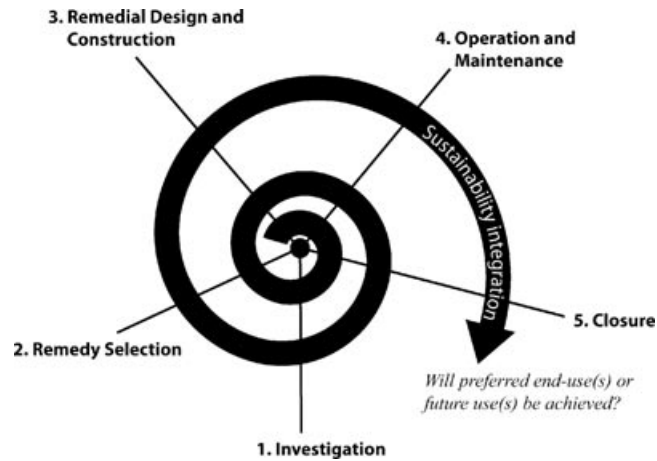 3. Remedial Design and
Construction
4. Operation and
Maintenance
Sustainability integration
5. Closure
2. Remedy Selection
Will preferred end-use(s) or
future use(s) be achieved?
1. Investigation